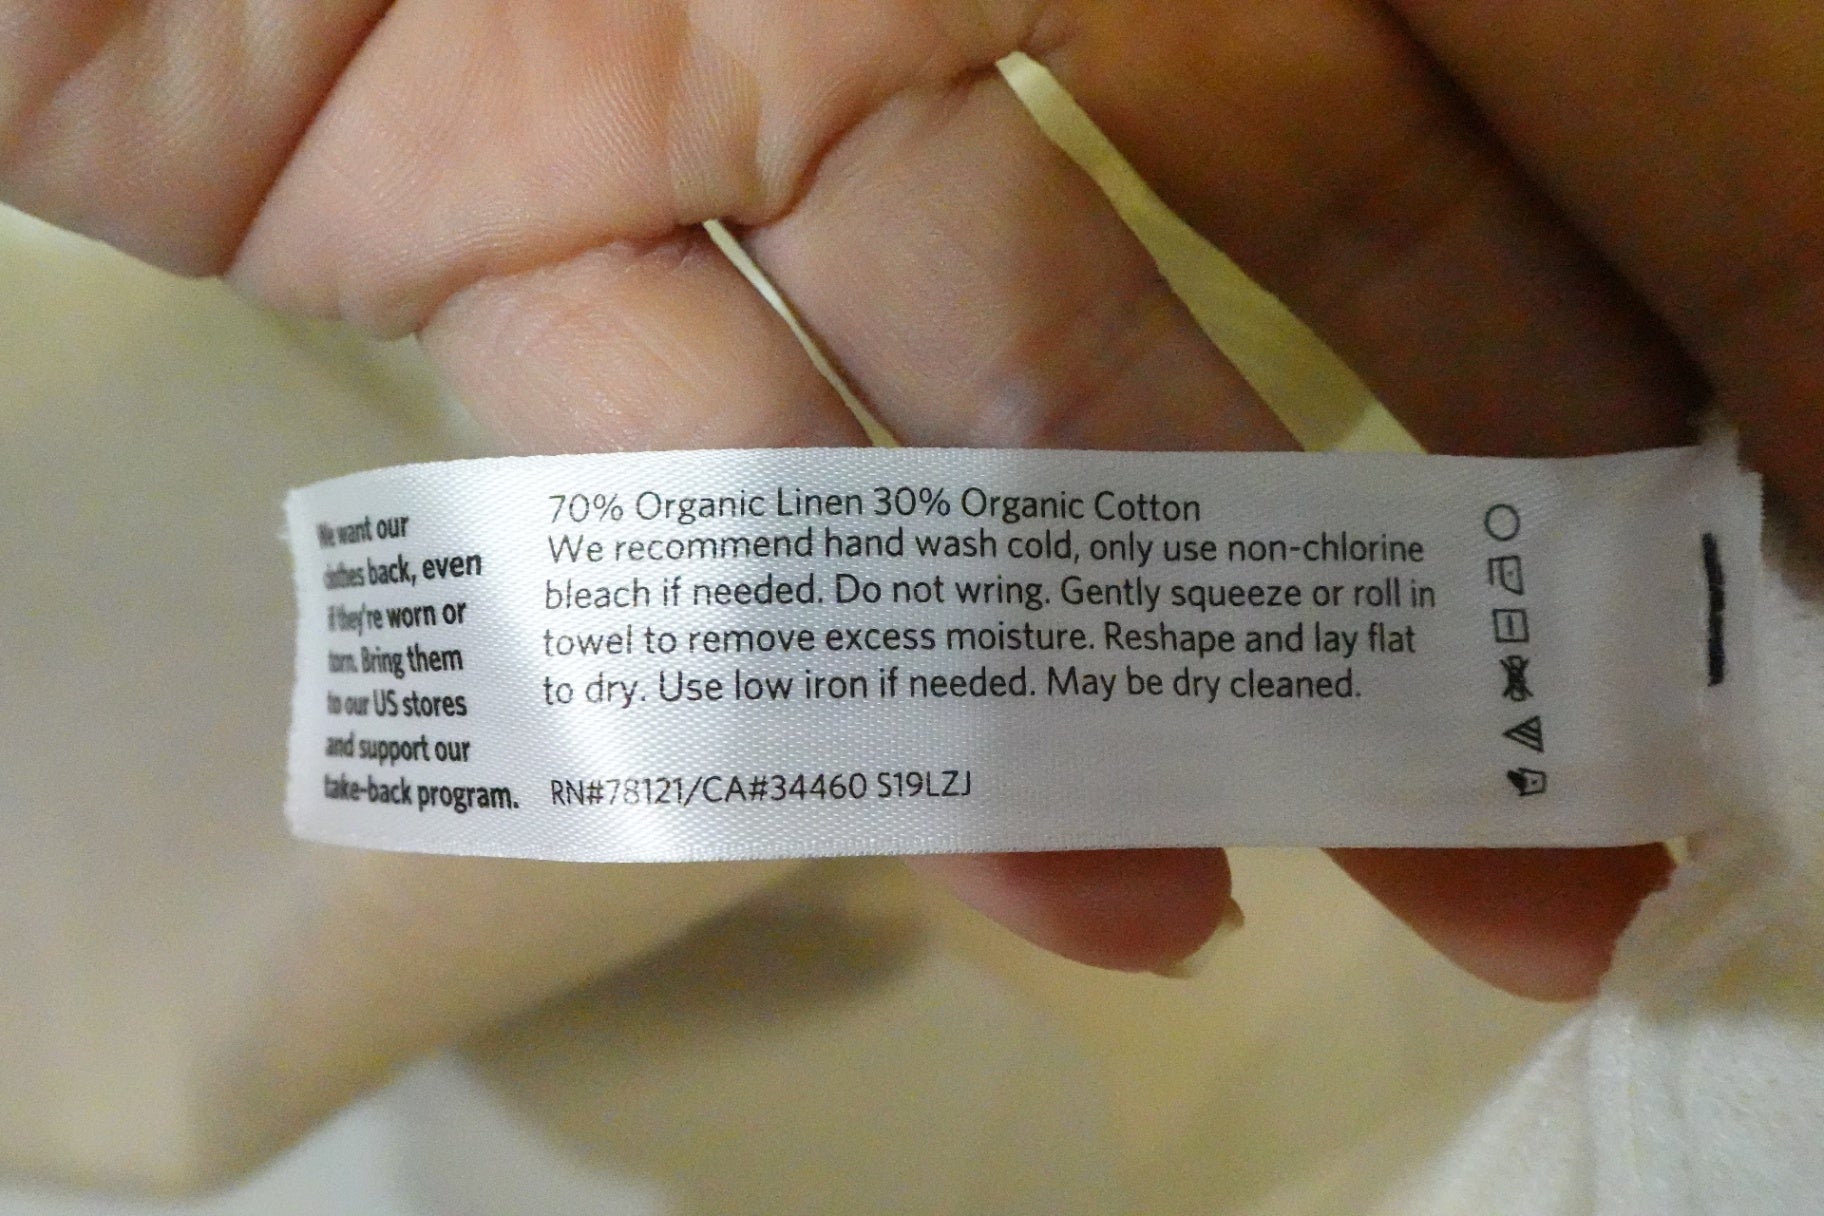 We want our
clothes back, even
if they're worn or
torn. Bring them
to our US stores
and support our
take-back program.
70% Organic Linen 30% Organic Cotton
We recommend hand wash cold, only use non-chlorine
bleach if needed. Do not wring. Gently squeeze or roll in
towel to remove excess moisture. Reshape and lay flat
to dry. Use low iron if needed. May be dry cleaned.
RN#78121/CA#34460 S19LZJ